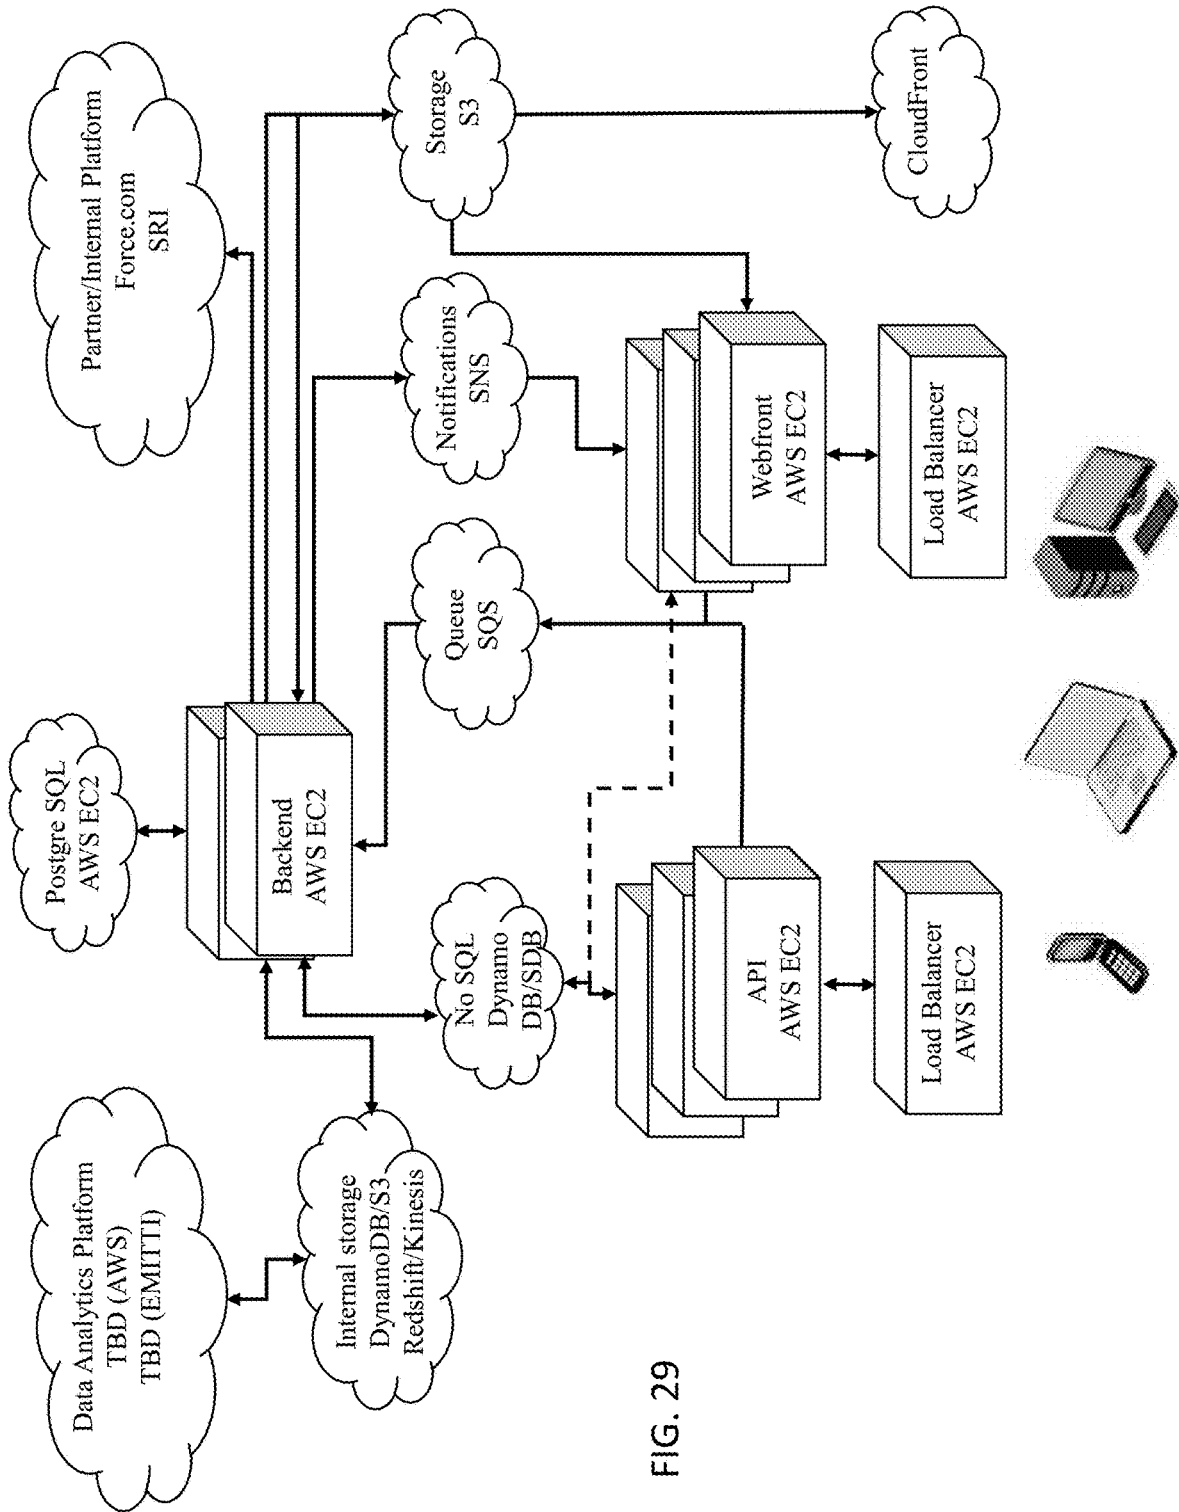 Data Analytics Platform
TBD (AWS)
TBD (EMITTI)
Postgre SQL
AWS EC2
Partner/Internal Platform
Force.com
SRI
Backend
AWS EC2
Internal storage
DynamoDB/S3
Redshift/Kinesis
No SQL
Dynamo
DB/SDB
Queue
SQS
Notifications
SNS
Storage
S3
API
AWS EC2
Webfront
AWS EC2
Load Balancer
AWS EC2
Load Balancer
AWS EC2
CloudFront
FIG. 29